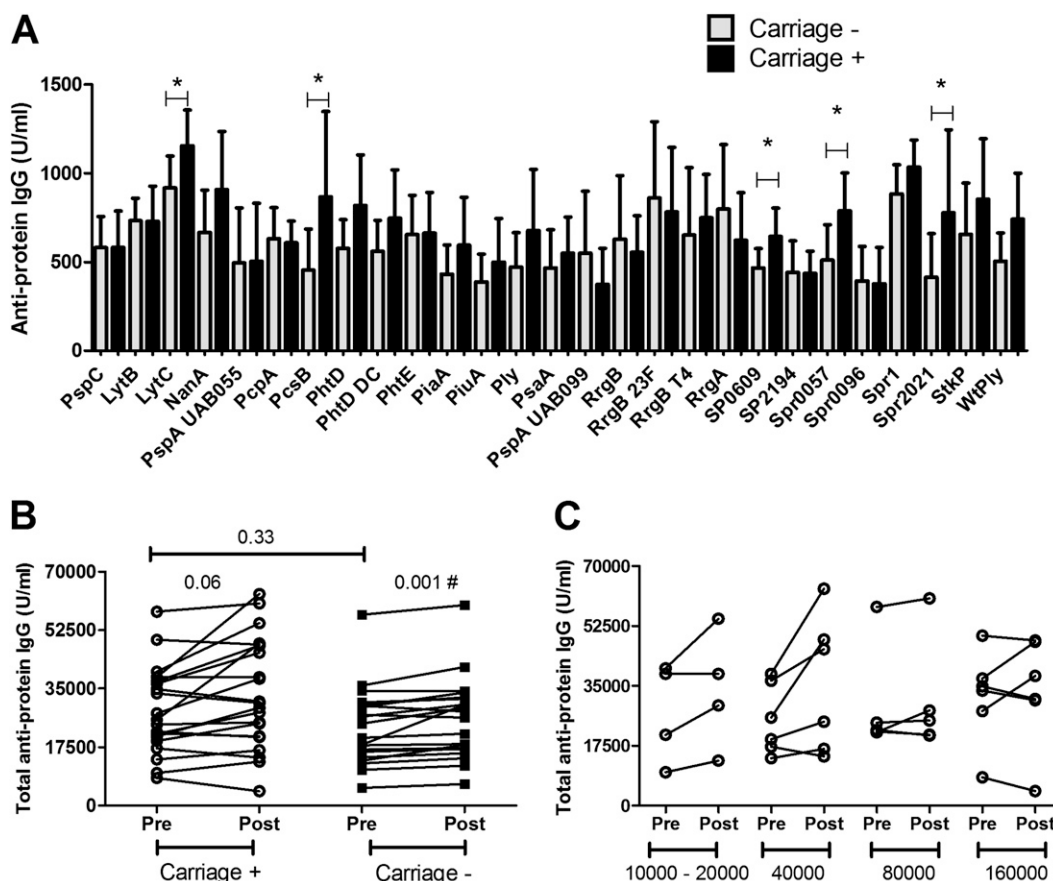 A
Carriage -
Carriage +
Anti-protein IgG (U/ml)
1500
1000
500
0
* * * * *
PspC LytB LytC NanA PspA UAB055 PcpA PcsB PhtD PhtD DC PhtE PiaA PiuA Ply PsaA PspA UAB099 RrgB RrgB 23F RrgB T4 RrgA SP0609 SP2194 Spr0057 Spr0096 Spr1 Spr2021 StkP WtPly
B
Total anti-protein IgG (U/ml)
70000
52500
35000
17500
0
0.33
0.06 0.001 #
Pre Post Pre Post
Carriage + Carriage -
C
Total anti-protein IgG (U/ml)
70000
52500
35000
17500
0
Pre Post Pre Post Pre Post Pre Post
10000 - 20000 40000 80000 160000